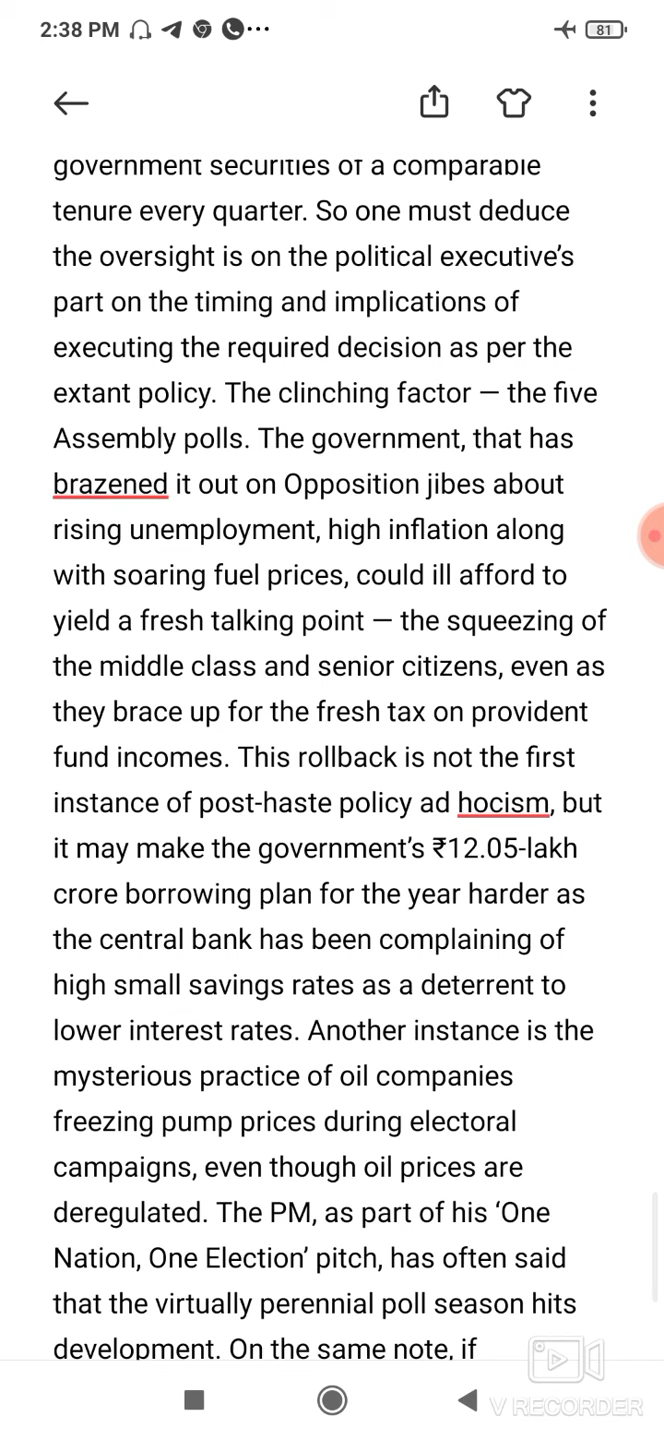 2:38 PM
81
government securities of a comparable
tenure every quarter. So one must deduce
the oversight is on the political executive’s
part on the timing and implications of
executing the required decision as per the
extant policy. The clinching factor — the five
Assembly polls. The government, that has
brazened it out on Opposition jibes about
rising unemployment, high inflation along
with soaring fuel prices, could ill afford to
yield a fresh talking point — the squeezing of
the middle class and senior citizens, even as
they brace up for the fresh tax on provident
fund incomes. This rollback is not the first
instance of post-haste policy ad hocism, but
it may make the government’s ₹12.05-lakh
crore borrowing plan for the year harder as
the central bank has been complaining of
high small savings rates as a deterrent to
lower interest rates. Another instance is the
mysterious practice of oil companies
freezing pump prices during electoral
campaigns, even though oil prices are
deregulated. The PM, as part of his ‘One
Nation, One Election’ pitch, has often said
that the virtually perennial poll season hits
development. On the same note, if
V RECORDER